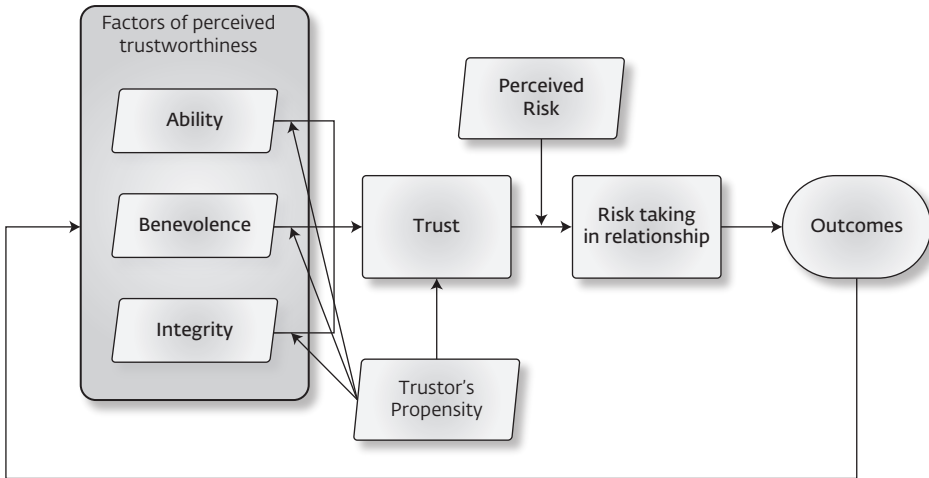 Factors of perceived
trustworthiness
Ability
Benevolence
Integrity
Trust
Trustor's
Propensity
Perceived
Risk
Risk taking
in relationship
Outcomes